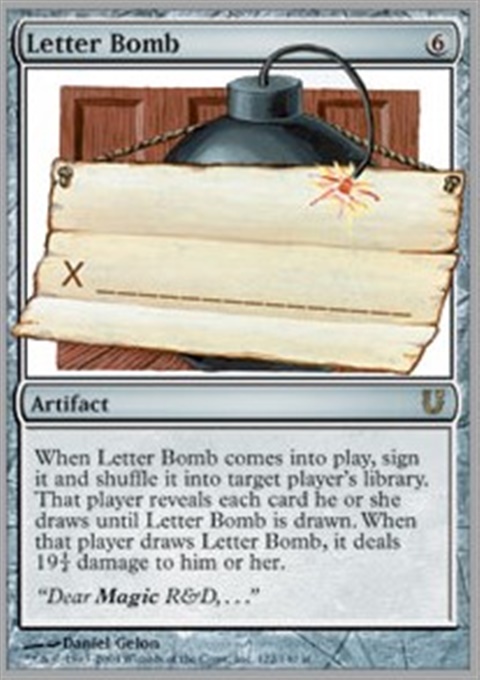 Letter Bomb 6
X
Artifact
When Letter Bomb comes into play, sign
it and shuffle it into target player's library.
That player reveals each card he or she
draws until Letter Bomb is drawn. When
that player draws Letter Bomb, it deals
19½ damage to him or her.
"Dear Magic R&D, . . ."
Daniel Gelon